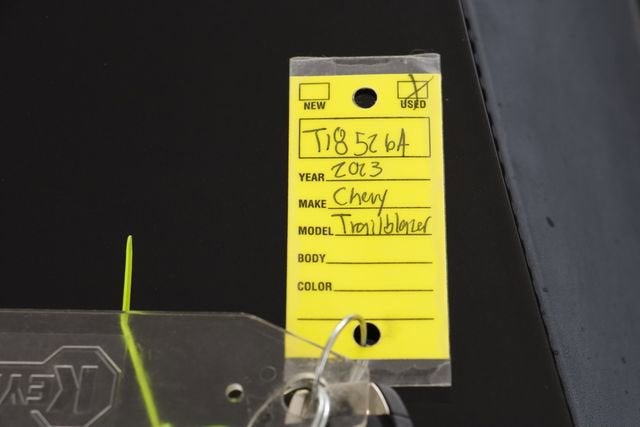 NEW USED
T18526A
YEAR 2023
MAKE Chevy
MODEL Trailblazer
BODY
COLOR